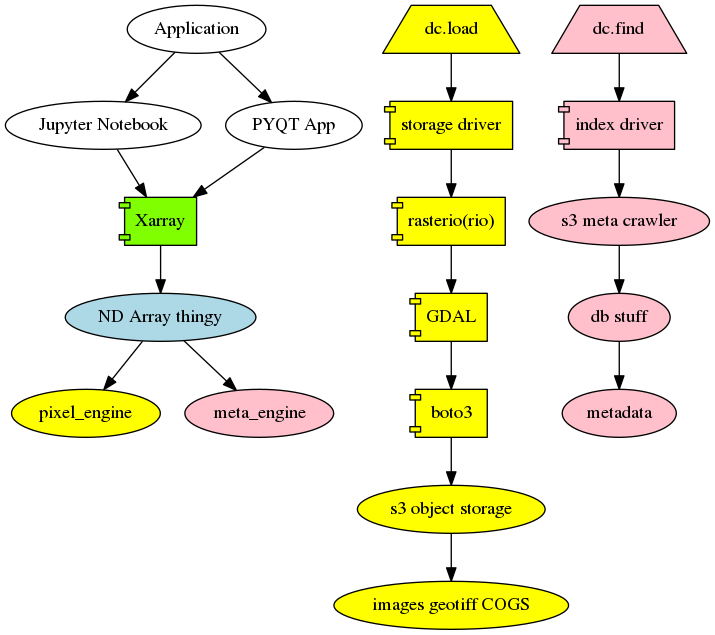 Application
dc.load
dc.find
Jupyter Notebook
PYQT App
storage driver
index driver
Xarray
rasterio(rio)
s3 meta crawler
ND Array thingy
GDAL
db stuff
pixel_engine
meta_engine
boto3
metadata
s3 object storage
images geotiff COGS